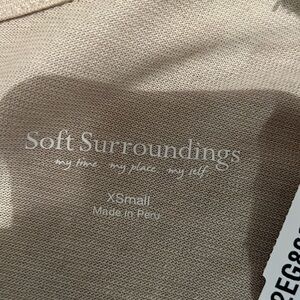 Soft Surroundings
my time my place my self
XSmall
Made in Peru